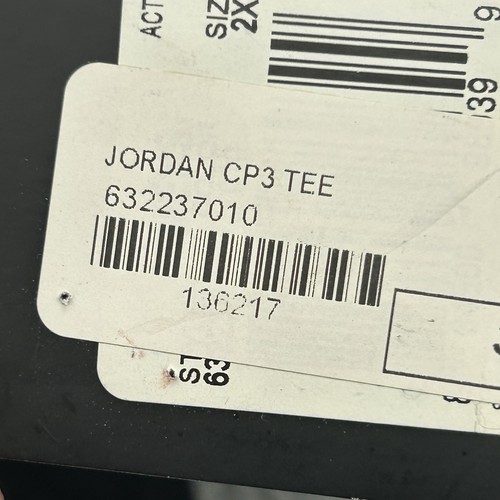 ACT
SIZ
2X
9
39
JORDAN CP3 TEE
632237010
136217
ST
63